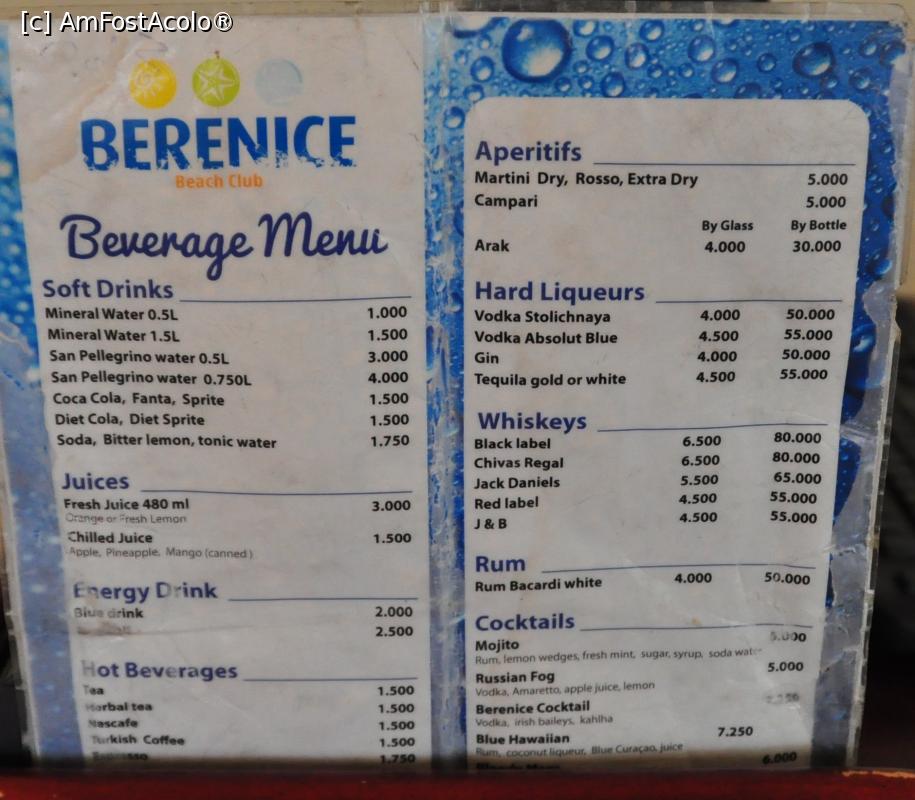 [c] AmFostAcolo®
BERENICE
Beach Club
Beverage Menu
Soft Drinks
Mineral Water 0.5L 1.000
Mineral Water 1.5L 1.500
San Pellegrino water 0.5L 3.000
San Pellegrino water 0.750L 4.000
Coca Cola, Fanta, Sprite 1.500
Diet Cola, Diet Sprite 1.500
Soda, Bitter lemon, tonic water 1.750
Juices
Fresh Juice 480 ml 3.000
Orange or Fresh Lemon
Chilled Juice 1.500
Apple, Pineapple, Mango (canned)
Energy Drink
Blue drink 2.000
2.500
Hot Beverages
Tea 1.500
Herbal tea 1.500
Nascafe 1.500
Turkish Coffee 1.500
Espresso 1.750
Aperitifs
Martini Dry, Rosso, Extra Dry 5.000
Campari 5.000
By Glass By Bottle
Arak 4.000 30.000
Hard Liqueurs
Vodka Stolichnaya 4.000 50.000
Vodka Absolut Blue 4.500 55.000
Gin 4.000 50.000
Tequila gold or white 4.500 55.000
Whiskeys
Black label 6.500 80.000
Chivas Regal 6.500 80.000
Jack Daniels 5.500 65.000
Red label 4.500 55.000
J & B 4.500 55.000
Rum
Rum Bacardi white 4.000 50.000
Cocktails
Mojito 5.000
Rum, lemon wedges, fresh mint, sugar, syrup, soda water
Russian Fog 5.000
Vodka, Amaretto, apple juice, lemon
Berenice Cocktail
Vodka, irish baileys, kahlha
Blue Hawaiian 7.250
Rum, coconut liqueur, Blue Curaçao, juice
Bloody Mary 6.000